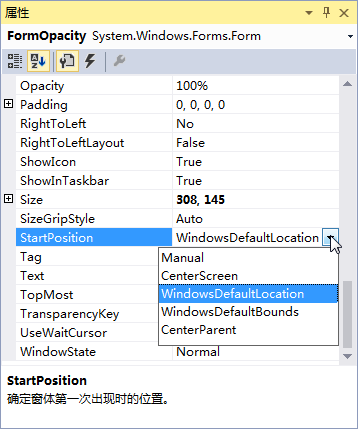 属性
FormOpacity System.Windows.Forms.Form
Opacity 100%
Padding 0, 0, 0, 0
RightToLeft No
RightToLeftLayout False
ShowIcon True
ShowInTaskbar True
Size 308, 145
SizeGripStyle Auto
StartPosition WindowsDefaultLocation
Tag
Manual
Text
CenterScreen
TopMost
WindowsDefaultLocation
TransparencyKey
WindowsDefaultBounds
UseWaitCursor
CenterParent
WindowState Normal
StartPosition
确定窗体第一次出现时的位置。